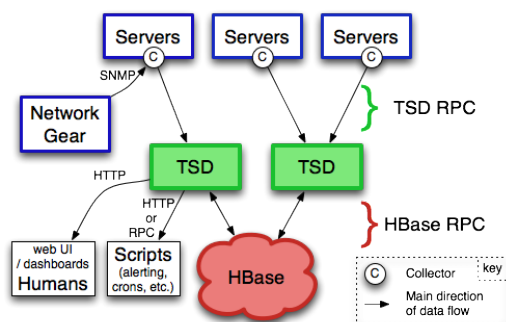 Servers
Servers
Servers
C
C
C
SNMP
Network
Gear
TSD RPC
TSD
TSD
HTTP
HTTP
or
RPC
HBase RPC
web UI
/ dashboards
Humans
Scripts
(alerting,
crons, etc.)
HBase
key
C Collector
Main direction
of data flow